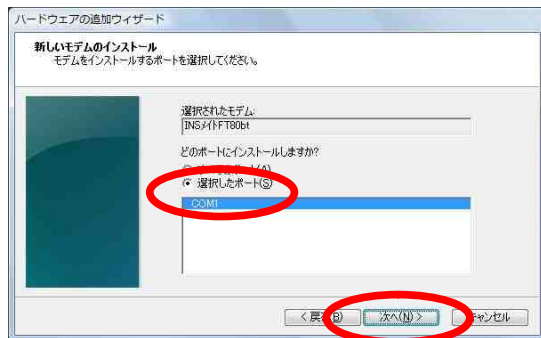 ハードウェアの追加ウィザード
新しいモデムのインストール
モデムをインストールするポートを選択してください。
選択されたモデム:
INSメイトFT80bt
どのポートにインストールしますか?
選択したポート(S)
COM1
< 戻る(B)
次へ(N) >
キャンセル